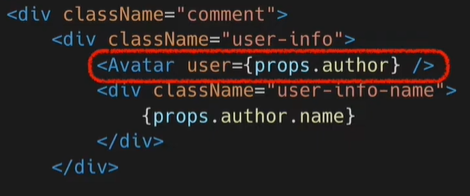 <div className="comment">
<div className="user-info">
<Avatar user={props.author} />
<div className="user-info-name">
{props.author.name}
</div>
</div>